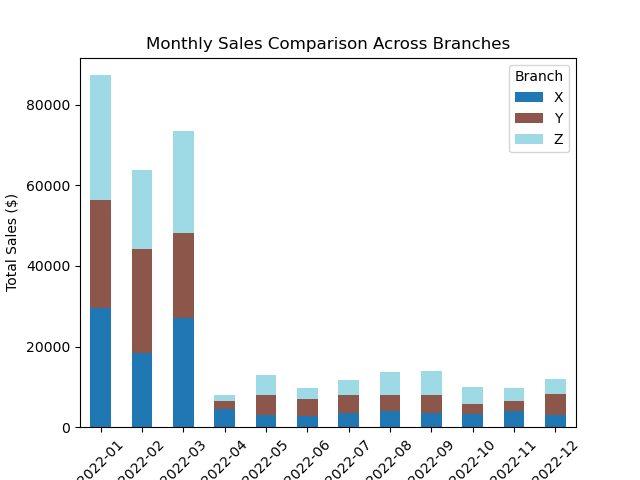 Monthly Sales Comparison Across Branches
Total Sales ($)
80000
60000
40000
20000
0
Branch
X
Y
Z
2022-01
2022-02
2022-03
2022-04
2022-05
2022-06
2022-07
2022-08
2022-09
2022-10
2022-11
2022-12